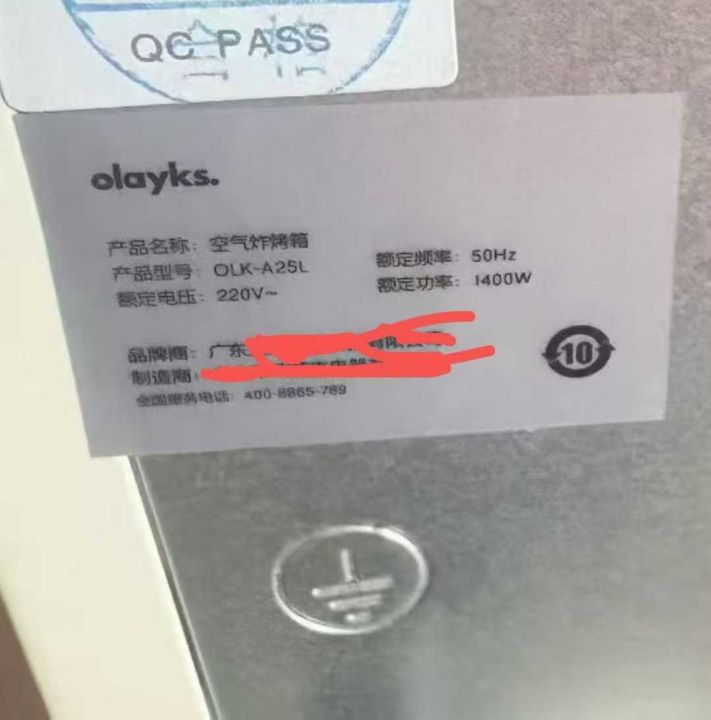 QC PASS
olayks.
产品名称：空气炸烤箱
产品型号：OLK-A25L
额定电压：220V~
额定频率：50Hz
额定功率：1400W
品牌商：广东
制造商：
全国服务电话：400-8865-789
10